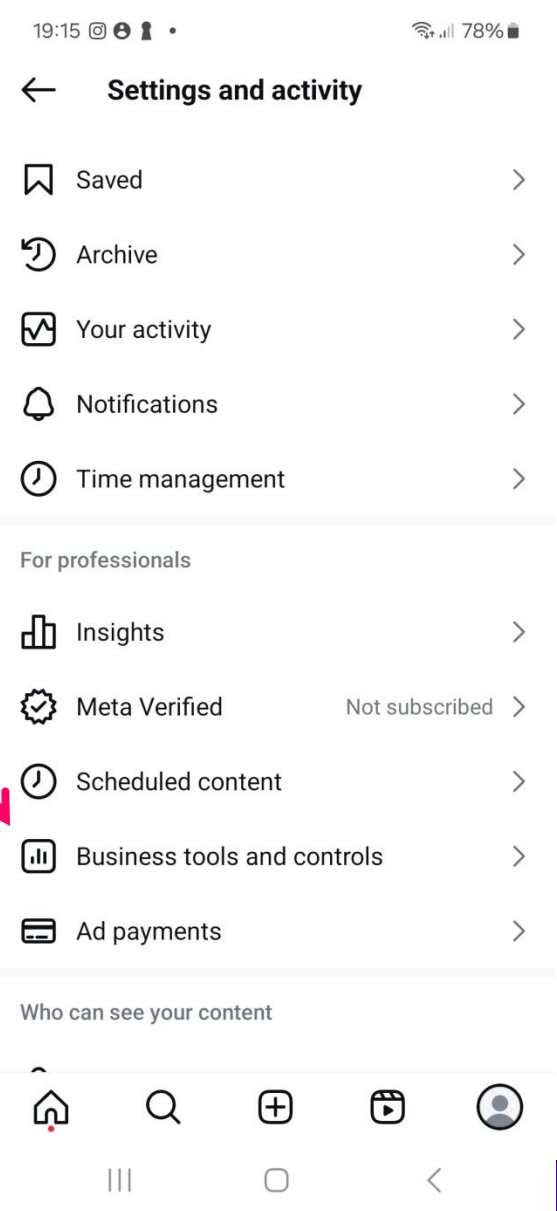 19:15 78%
Settings and activity
Saved
Archive
Your activity
Notifications
Time management
For professionals
Insights
Meta Verified Not subscribed
Scheduled content
Business tools and controls
Ad payments
Who can see your content